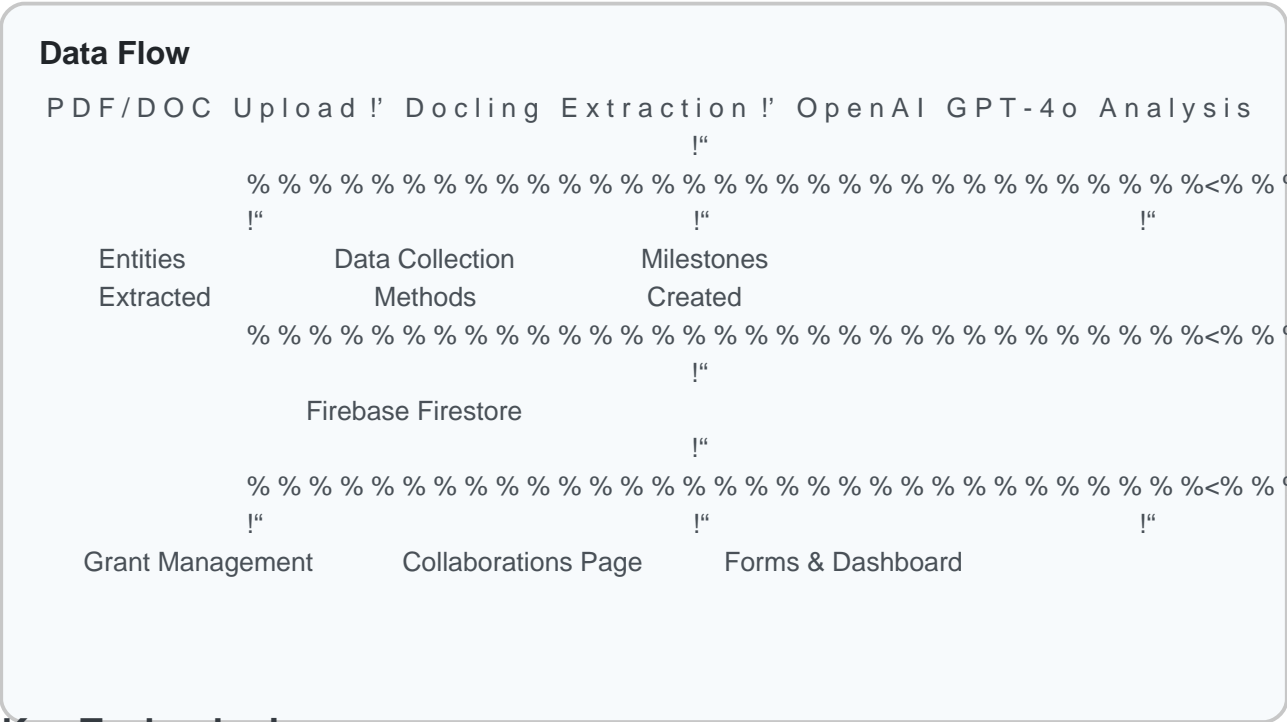 Data Flow
PDF/DOC Upload !’ Docling Extraction !’ OpenAI GPT-4o Analysis
!“
% % % % % % % % % % % % % % % % % % % % % % % % % % % % % % %<% % %
!“ !“ !“
Entities Data Collection Milestones
Extracted Methods Created
% % % % % % % % % % % % % % % % % % % % % % % % % % % % % % %<% % %
!“
Firebase Firestore
!“
% % % % % % % % % % % % % % % % % % % % % % % % % % % % % % %<% % %
!“ !“ !“
Grant Management Collaborations Page Forms & Dashboard